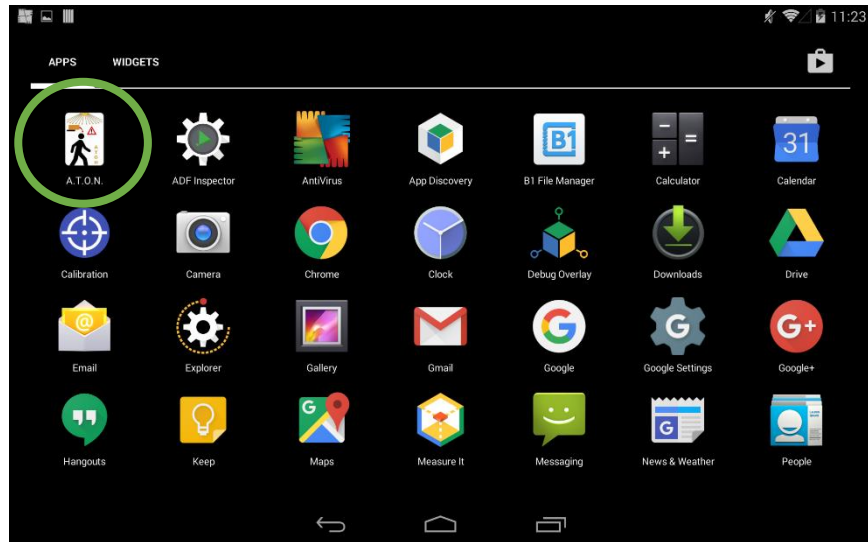 11:23
APPS WIDGETS
A.T.O.N. ADF Inspector AntiVirus App Discovery B1 File Manager Calculator Calendar
Calibration Camera Chrome Clock Debug Overlay Downloads Drive
Email Explorer Gallery Gmail Google Google Settings Google+
Hangouts Keep Maps Measure It Messaging News & Weather People